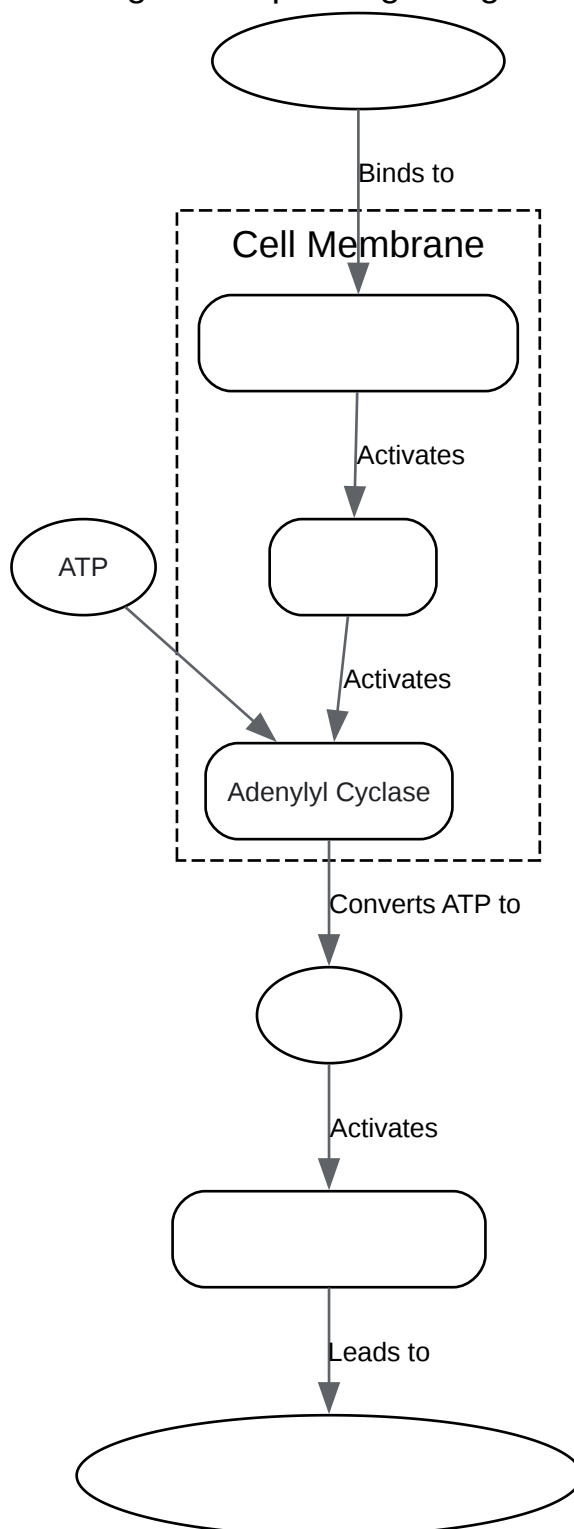 Binds to
Cell Membrane
Activates
ATP
Activates
Adenylyl Cyclase
Converts ATP to
Activates
Leads to